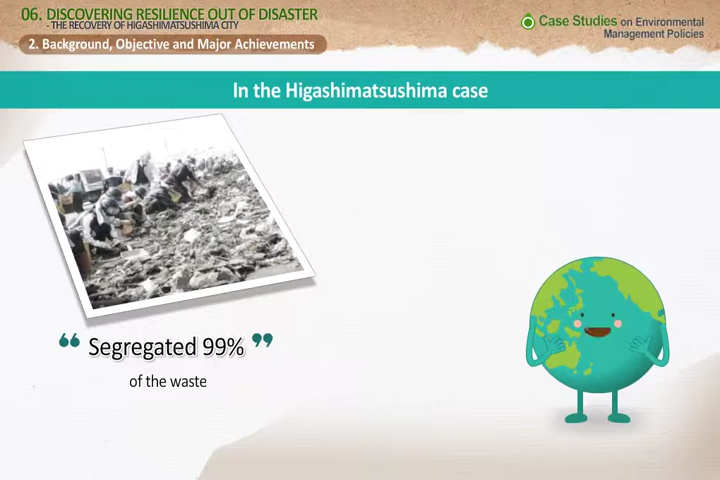 06. DISCOVERING RESILIENCE OUT OF DISASTER
- THE RECOVERY OF HIGASHIMATSUSHIMA CITY
Case Studies on Environmental
Management Policies
2. Background, Objective and Major Achievements
In the Higashimatsushima case
“ Segregated 99% ”
of the waste